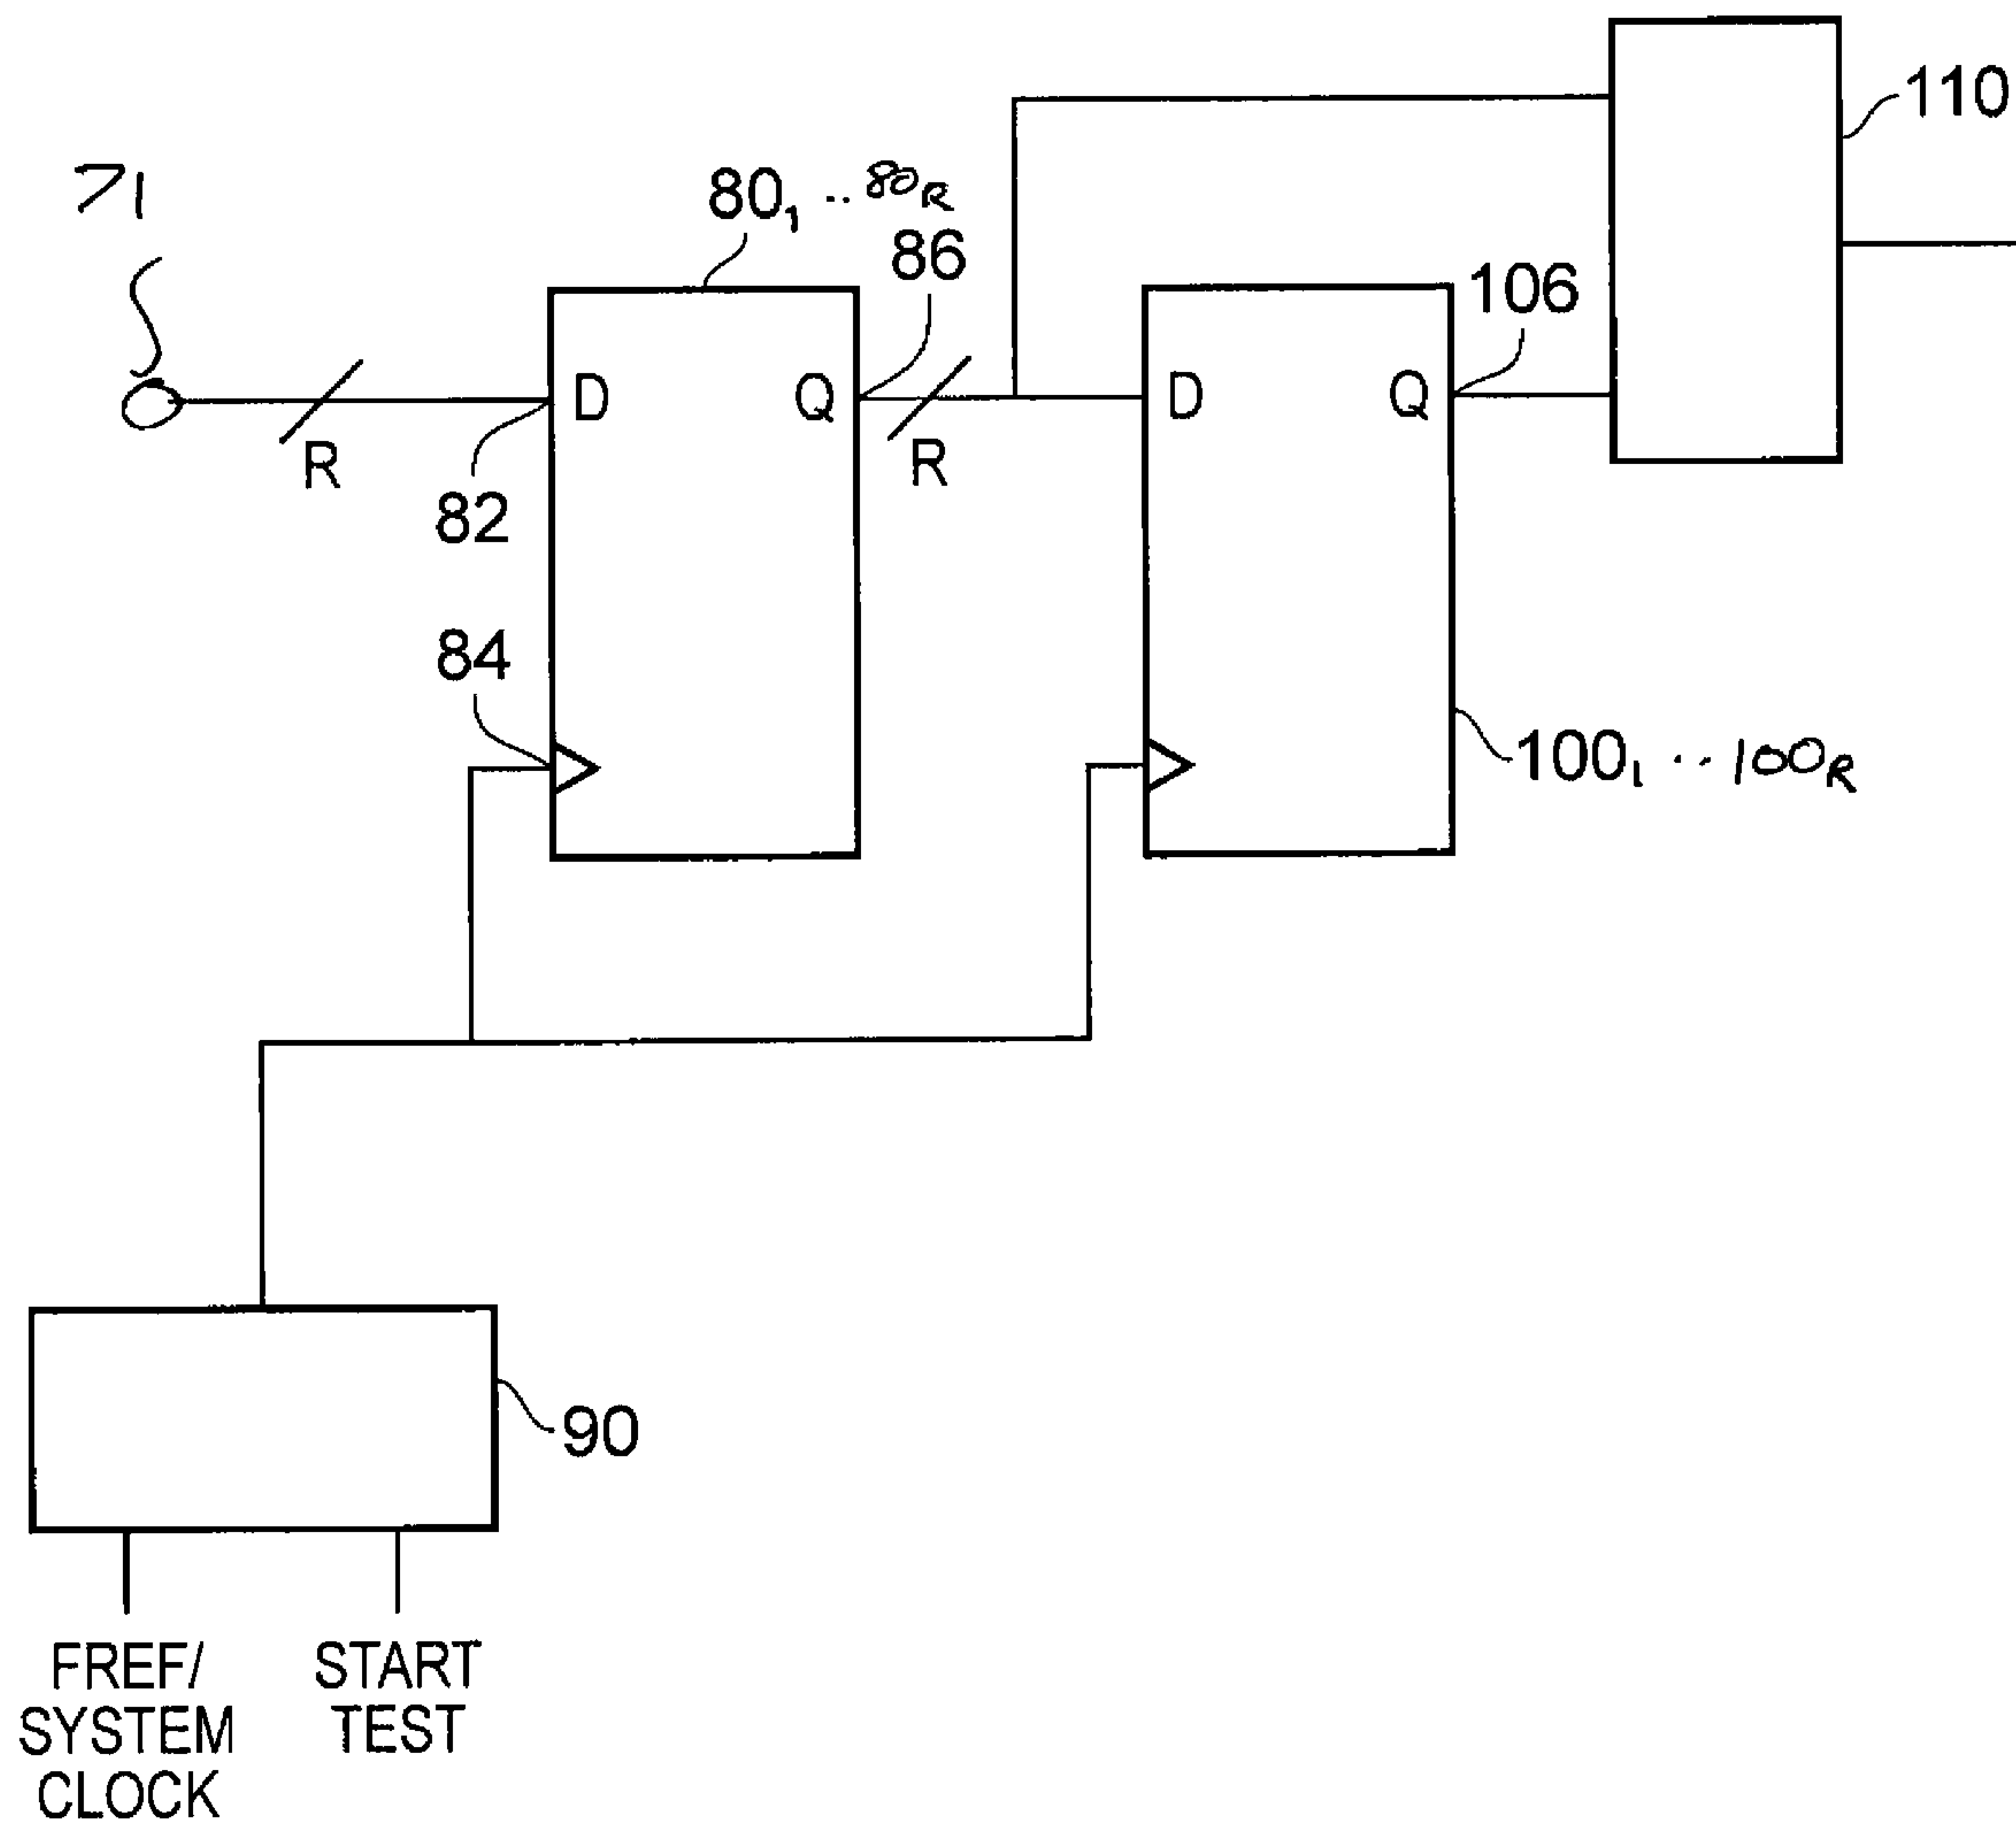 110
71
80₁ ‥ 80R
86
106
D
Q
D
Q
R
R
82
84
100₁ ‥ 100R
90
FREF/
SYSTEM
CLOCK
START
TEST